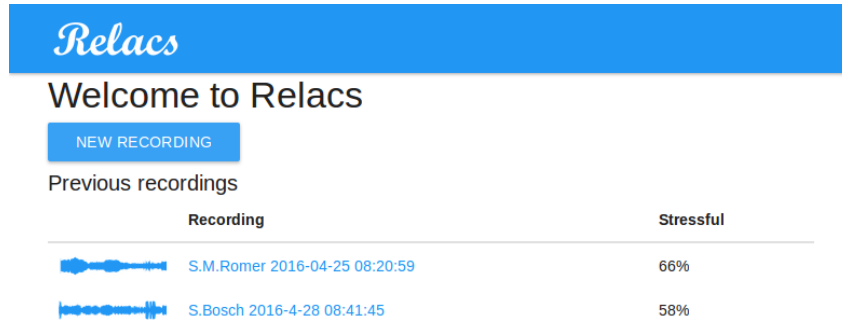 Relacs
Welcome to Relacs
NEW RECORDING
Previous recordings
Recording Stressful
S.M.Romer 2016-04-25 08:20:59 66%
S.Bosch 2016-4-28 08:41:45 58%